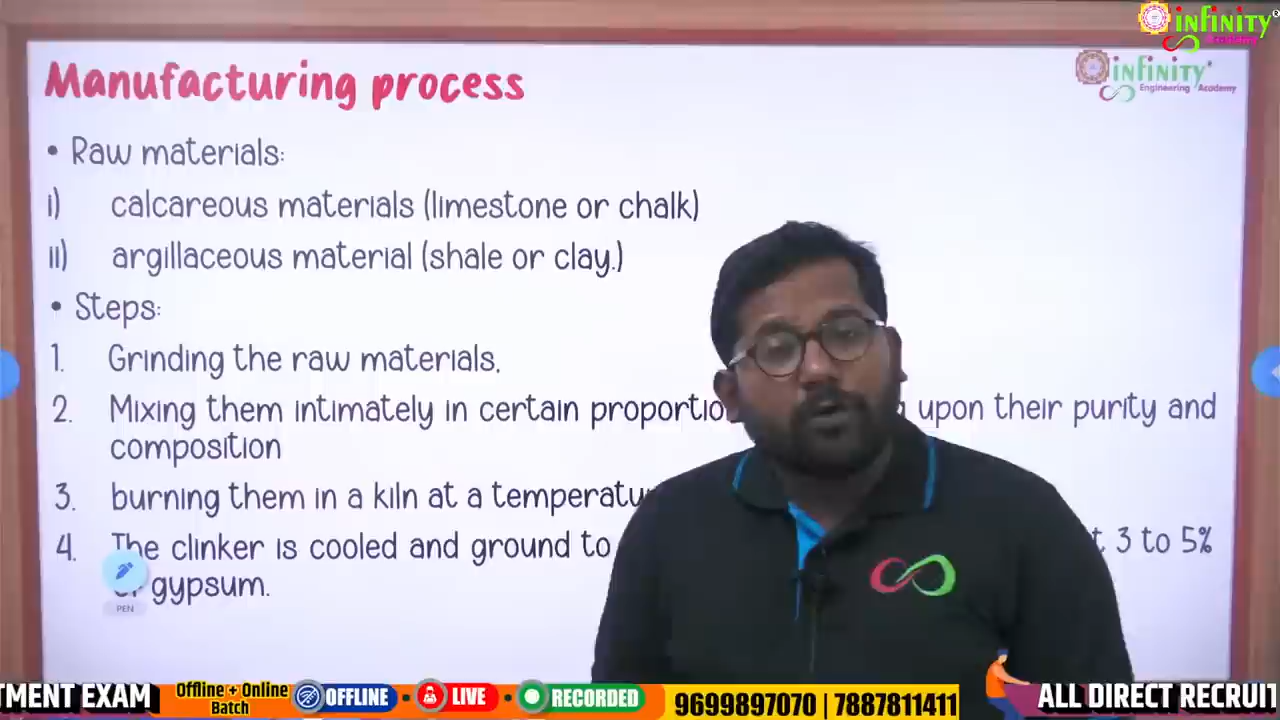 infinity
Academy
infinity
Engineering Academy
Manufacturing process
• Raw materials:
i) calcareous materials (limestone or chalk)
ii) argillaceous material (shale or clay.)
• Steps:
1. Grinding the raw materials,
2. Mixing them intimately in certain upon their purity and
composition
3. burning them in a kiln at a
4. The clinker is cooled and ground to 3 to 5%
gypsum.
PEN
TMENT EXAM Offline + Online Batch OFFLINE • LIVE • RECORDED 9699897070 | 7887811411 ALL DIRECT RECRUIT